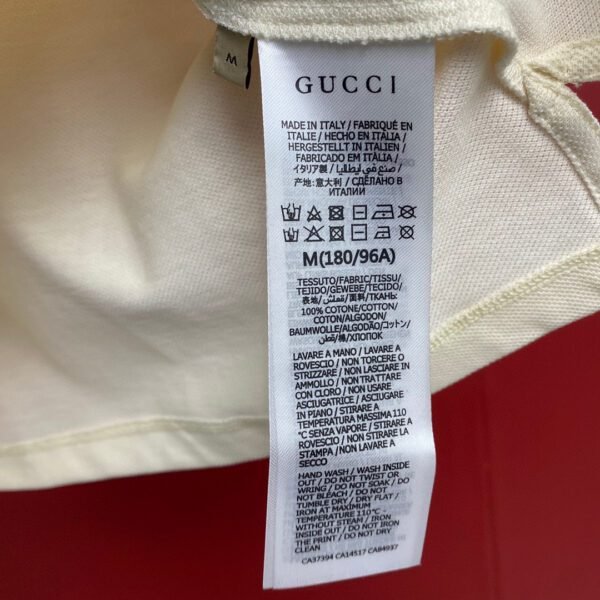 M
GUCCI
MADE IN ITALY / FABRIQUÉ EN
ITALIE / HECHO EN ITALIA /
HERGESTELLT IN ITALIEN /
FABRICADO EM ITALIA /
イタリア製 / صنع في ايطاليا /
产地:意大利 / СДЕЛАНО В
ИТАЛИИ
M(180/96A)
TESSUTO/FABRIC/TISSU/
TEJIDO/GEWEBE/TECIDO/
表地/قماش/面料/ТКАНЬ:
100% COTONE/COTTON/
COTON/ALGODON/
BAUMWOLLE/ALGODÃO/コットン/
قطن/棉/ХЛОПОК
LAVARE A MANO / LAVARE A
ROVESCIO / NON TORCERE O
STRIZZARE / NON LASCIARE IN
AMMOLLO / NON TRATTARE
CON CLORO / NON USARE
ASCIUGATRICE / ASCIUGARE
IN PIANO / STIRARE A
TEMPERATURA MASSIMA 110
°C SENZA VAPORE / STIRARE A
ROVESCIO / NON STIRARE LA
STAMPA / NON LAVARE A
SECCO
HAND WASH / WASH INSIDE
OUT / DO NOT TWIST OR
WRING / DO NOT SOAK / DO
NOT BLEACH / DO NOT
TUMBLE DRY / DRY FLAT /
IRON AT MAXIMUM
TEMPERATURE 110°C
WITHOUT STEAM / IRON
INSIDE OUT / DO NOT IRON
THE PRINT / DO NOT DRY
CLEAN
CA37394 CA14517 CA84937